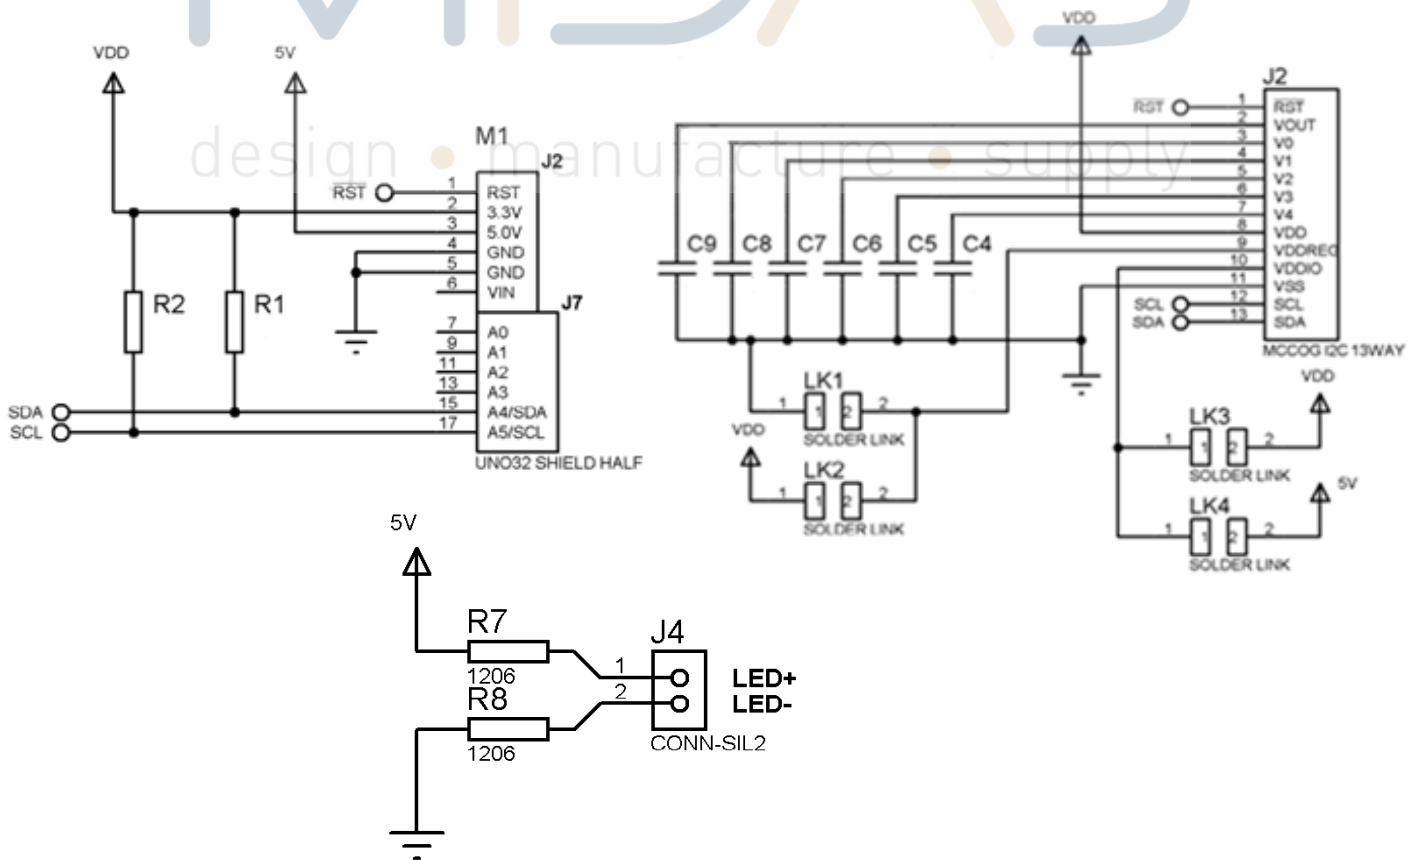 MIDAS
design • manufacture • supply
VDD
5V
M1
J2
RST
1 RST
2 3.3V
3 5.0V
4 GND
5 GND
6 VIN
J7
7 A0
9 A1
11 A2
13 A3
15 A4/SDA
17 A5/SCL
UNO32 SHIELD HALF
R2
R1
SDA
SCL
VDD
J2
RST
1 RST
2 VOUT
3 V0
4 V1
5 V2
6 V3
7 V4
8 VDD
9 VDDREG
10 VDDIO
11 VSS
SCL 12 SCL
SDA 13 SDA
MCCOG I2C 13WAY
C9 C8 C7 C6 C5 C4
LK1
1 1 2 2
SOLDER LINK
VDD
LK2
1 1 2 2
SOLDER LINK
VDD
LK3
1 1 2 2
SOLDER LINK
5V
LK4
1 1 2 2
SOLDER LINK
5V
R7
1206
R8
1206
J4
1
2
LED+
LED-
CONN-SIL2